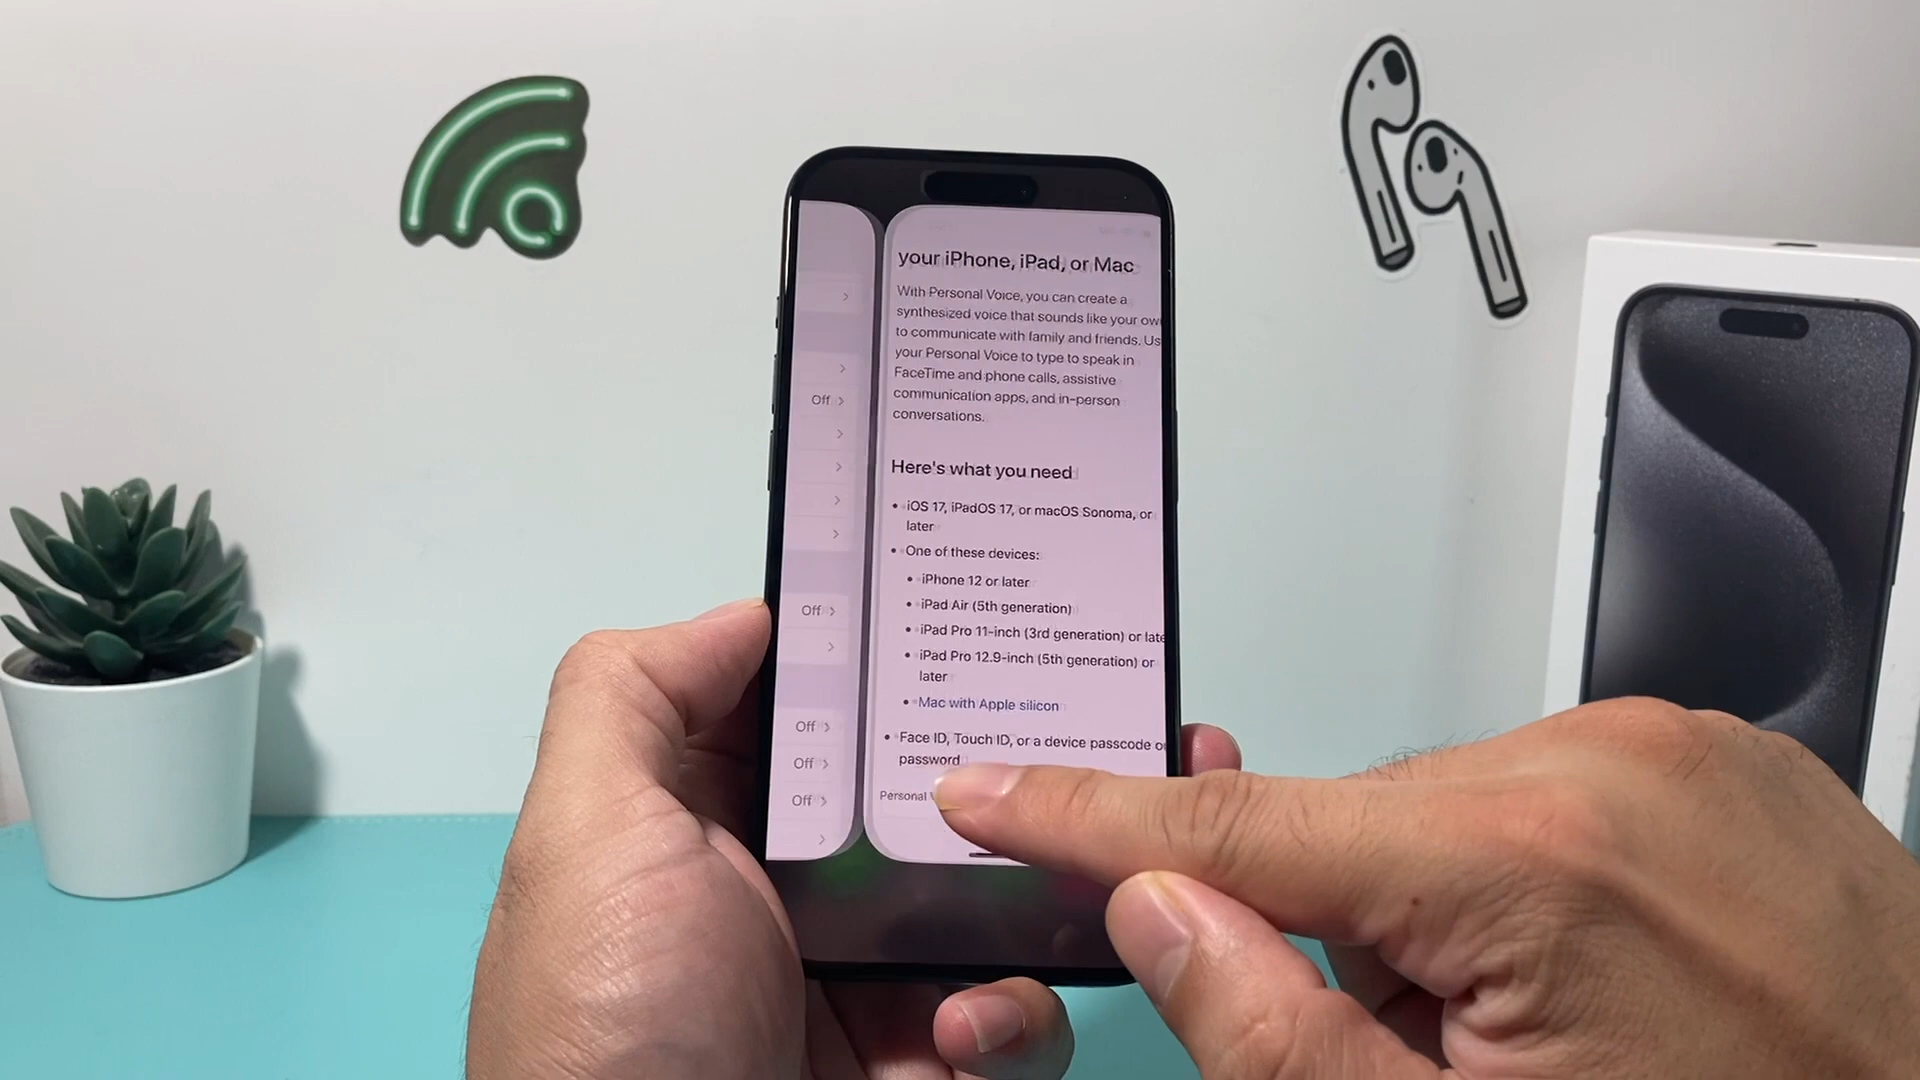 your iPhone, iPad, or Mac
With Personal Voice, you can create a
synthesized voice that sounds like your own
to communicate with family and friends. Us
your Personal Voice to type to speak in
FaceTime and phone calls, assistive
communication apps, and in-person
conversations.
Here's what you need
• iOS 17, iPadOS 17, or macOS Sonoma, or
later
• One of these devices:
• iPhone 12 or later
• iPad Air (5th generation)
• iPad Pro 11-inch (3rd generation) or late
• iPad Pro 12.9-inch (5th generation) or
later
• Mac with Apple silicon
• Face ID, Touch ID, or a device passcode or
password
Personal
Off
Off
Off
Off
Off